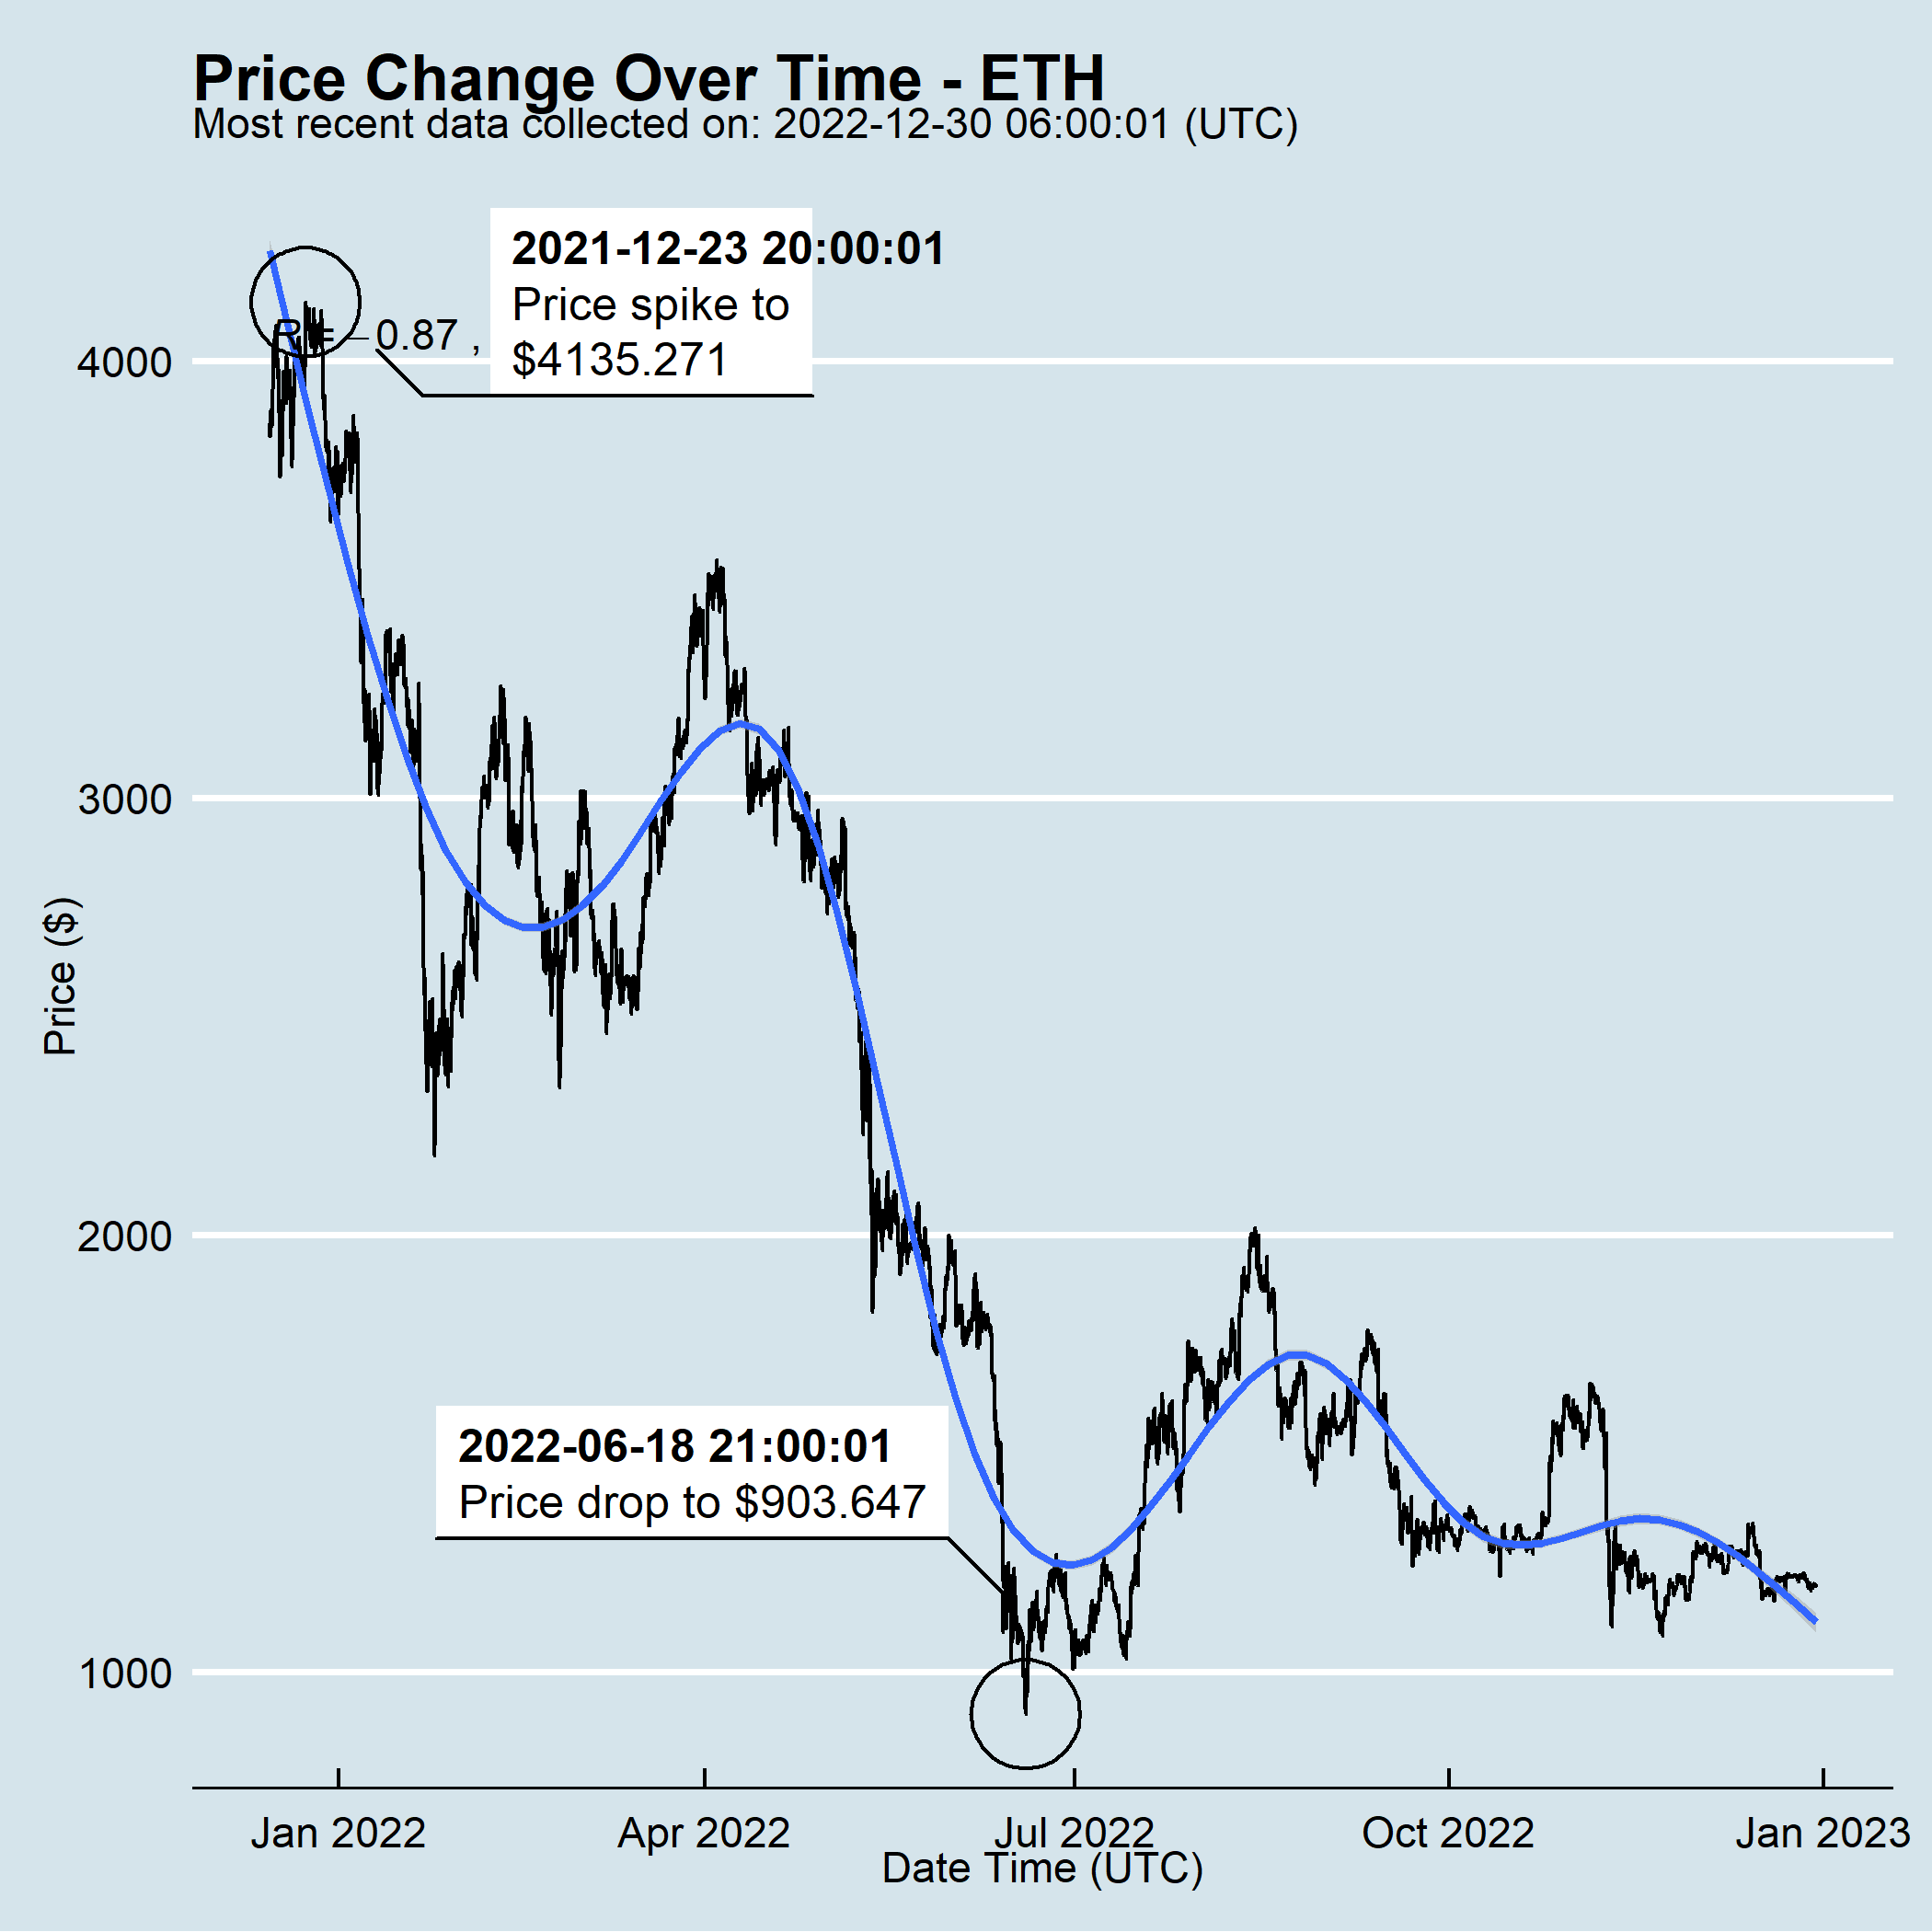 Price Change Over Time - ETH
Most recent data collected on: 2022-12-30 06:00:01 (UTC)
2021-12-23 20:00:01
Price spike to
$4135.271
R = −0.87 ,
4000
3000
2000
1000
Price ($)
2022-06-18 21:00:01
Price drop to $903.647
Jan 2022 Apr 2022 Jul 2022 Oct 2022 Jan 2023
Date Time (UTC)